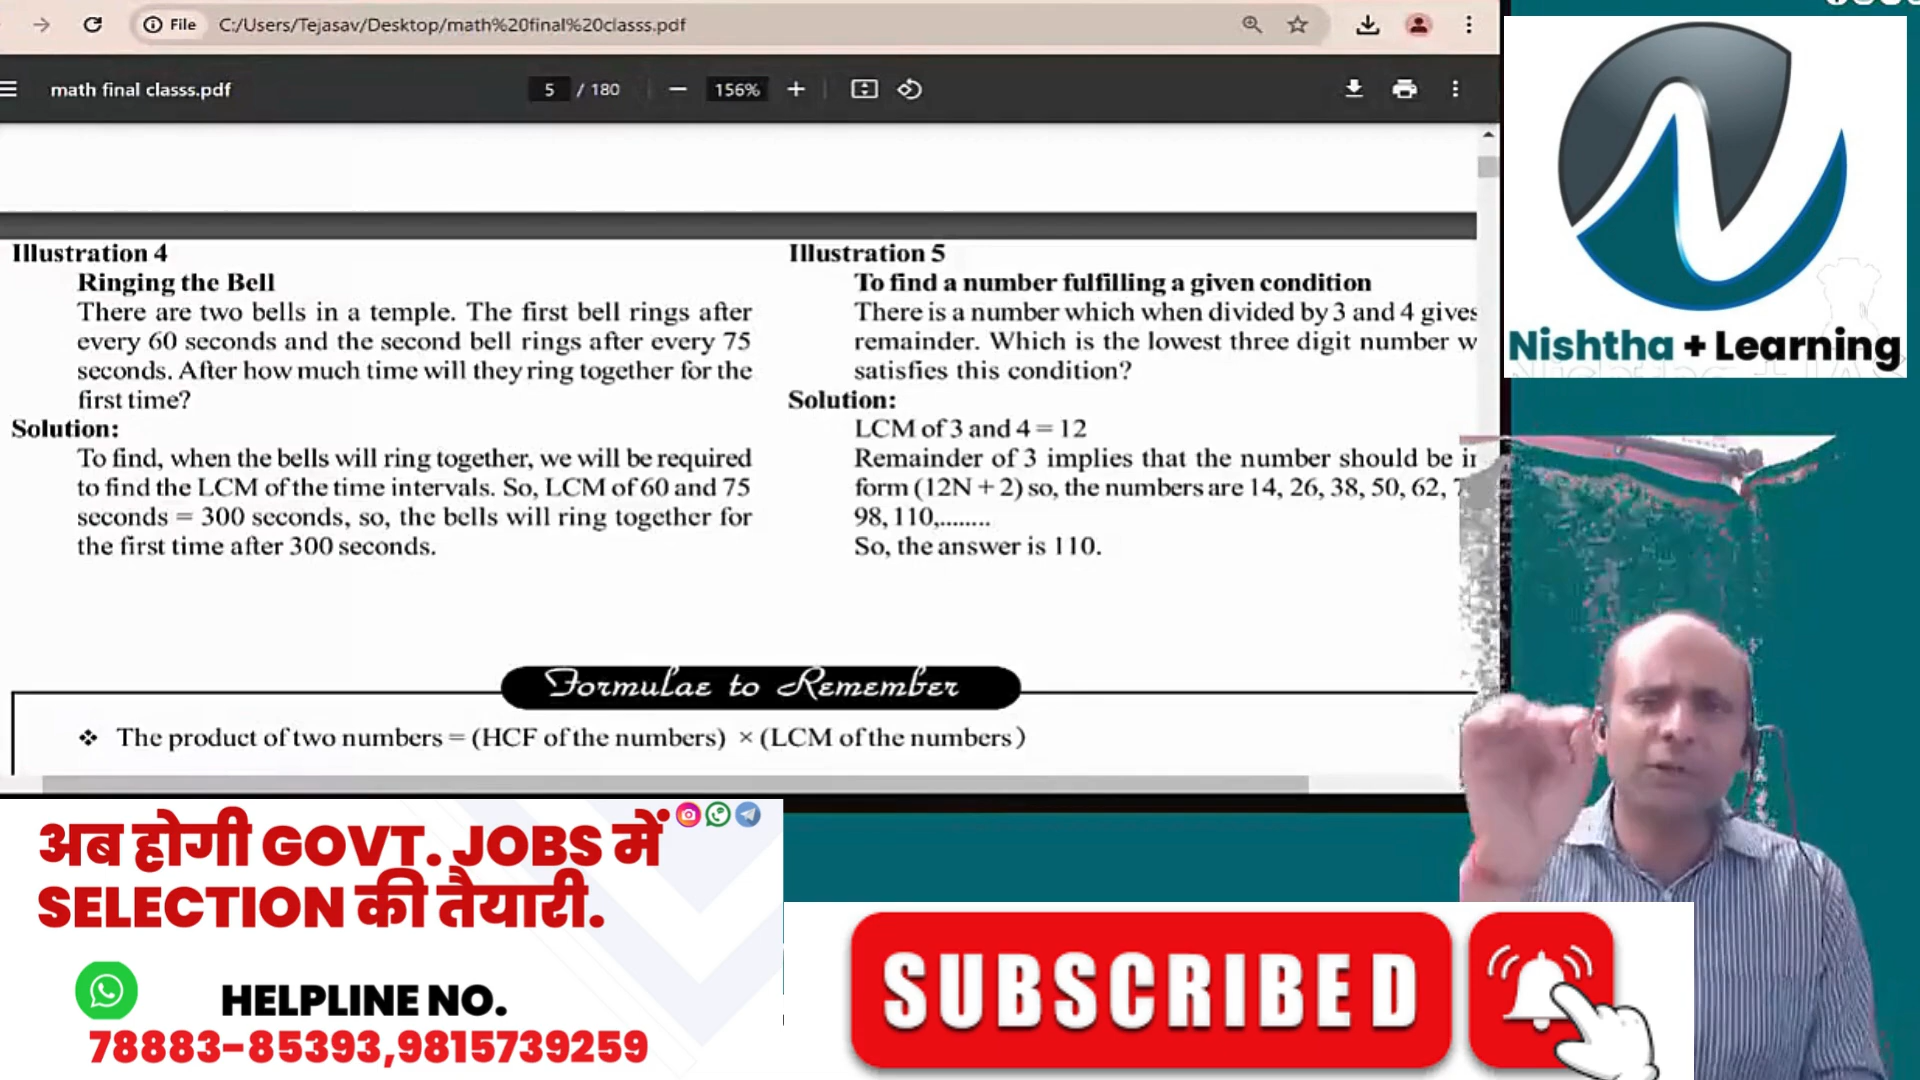 File C:/Users/Tejasav/Desktop/math%20final%20classs.pdf
math final classs.pdf
5 / 180
156%
Illustration 4
Ringing the Bell
There are two bells in a temple. The first bell rings after
every 60 seconds and the second bell rings after every 75
seconds. After how much time will they ring together for the
first time?
Solution:
To find, when the bells will ring together, we will be required
to find the LCM of the time intervals. So, LCM of 60 and 75
seconds = 300 seconds, so, the bells will ring together for
the first time after 300 seconds.
Illustration 5
To find a number fulfilling a given condition
There is a number which when divided by 3 and 4 gives
remainder. Which is the lowest three digit number w
satisfies this condition?
Solution:
LCM of 3 and 4 = 12
Remainder of 3 implies that the number should be in
form (12N + 2) so, the numbers are 14, 26, 38, 50, 62,
98, 110,........
So, the answer is 110.
Formulae to Remember
❖ The product of two numbers = (HCF of the numbers) × (LCM of the numbers)
Nishtha + Learning
अब होगी GOVT. JOBS में
SELECTION की तैयारी.
HELPLINE NO.
78883-85393,9815739259
SUBSCRIBED